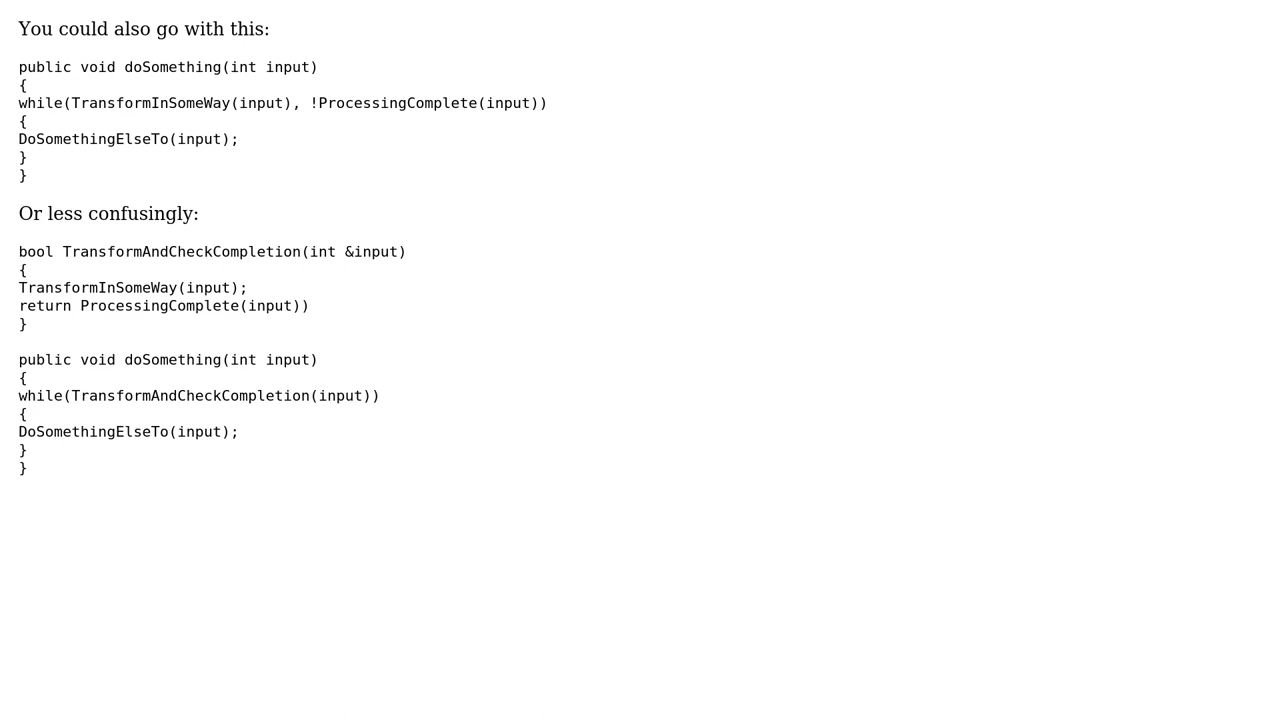 You could also go with this:
public void doSomething(int input)
{
while(TransformInSomeWay(input), !ProcessingComplete(input))
{
DoSomethingElseTo(input);
}
}
Or less confusingly:
bool TransformAndCheckCompletion(int &input)
{
TransformInSomeWay(input);
return ProcessingComplete(input))
}
public void doSomething(int input)
{
while(TransformAndCheckCompletion(input))
{
DoSomethingElseTo(input);
}
}